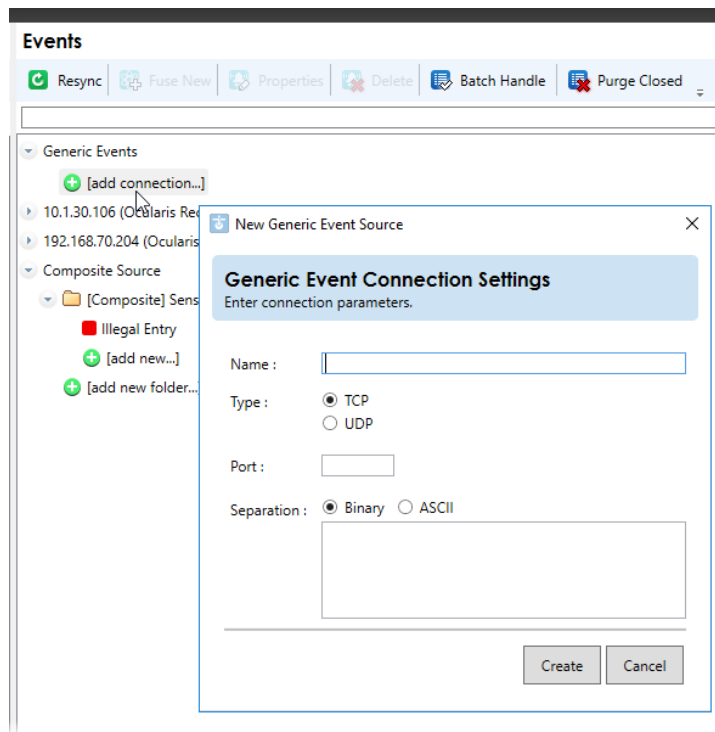 Events
Resync Fuse New Properties Delete Batch Handle Purge Closed
Generic Events
[add connection...]
10.1.30.106 (Ocularis Rec
192.168.70.204 (Ocularis
Composite Source
[Composite] Sens
Illegal Entry
[add new...]
[add new folder...
New Generic Event Source
Generic Event Connection Settings
Enter connection parameters.
Name :
Type : TCP
UDP
Port :
Separation : Binary ASCII
Create Cancel